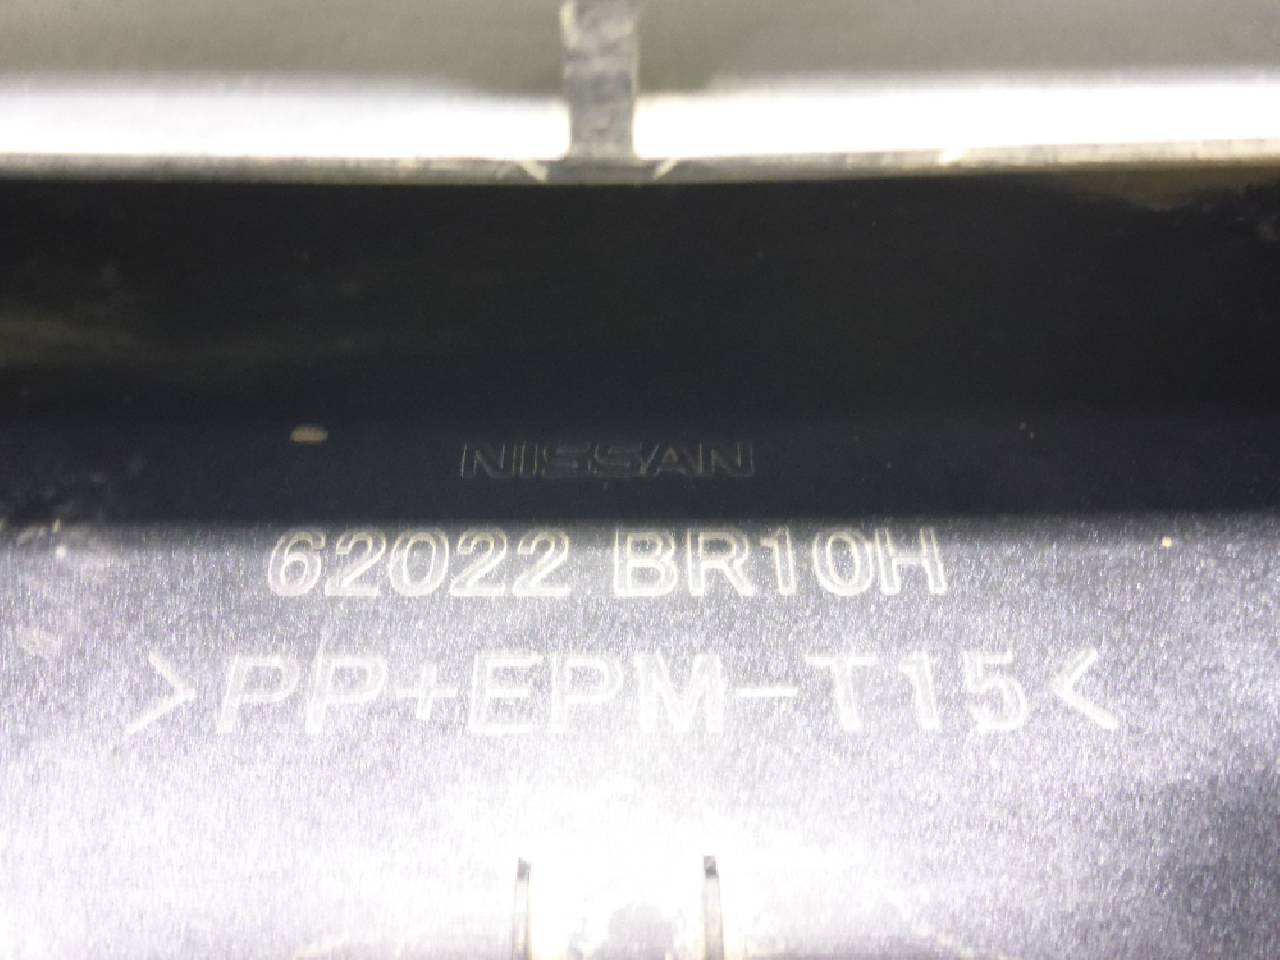 NISSAN
62022 BR10H
>PP+EPM-T15<